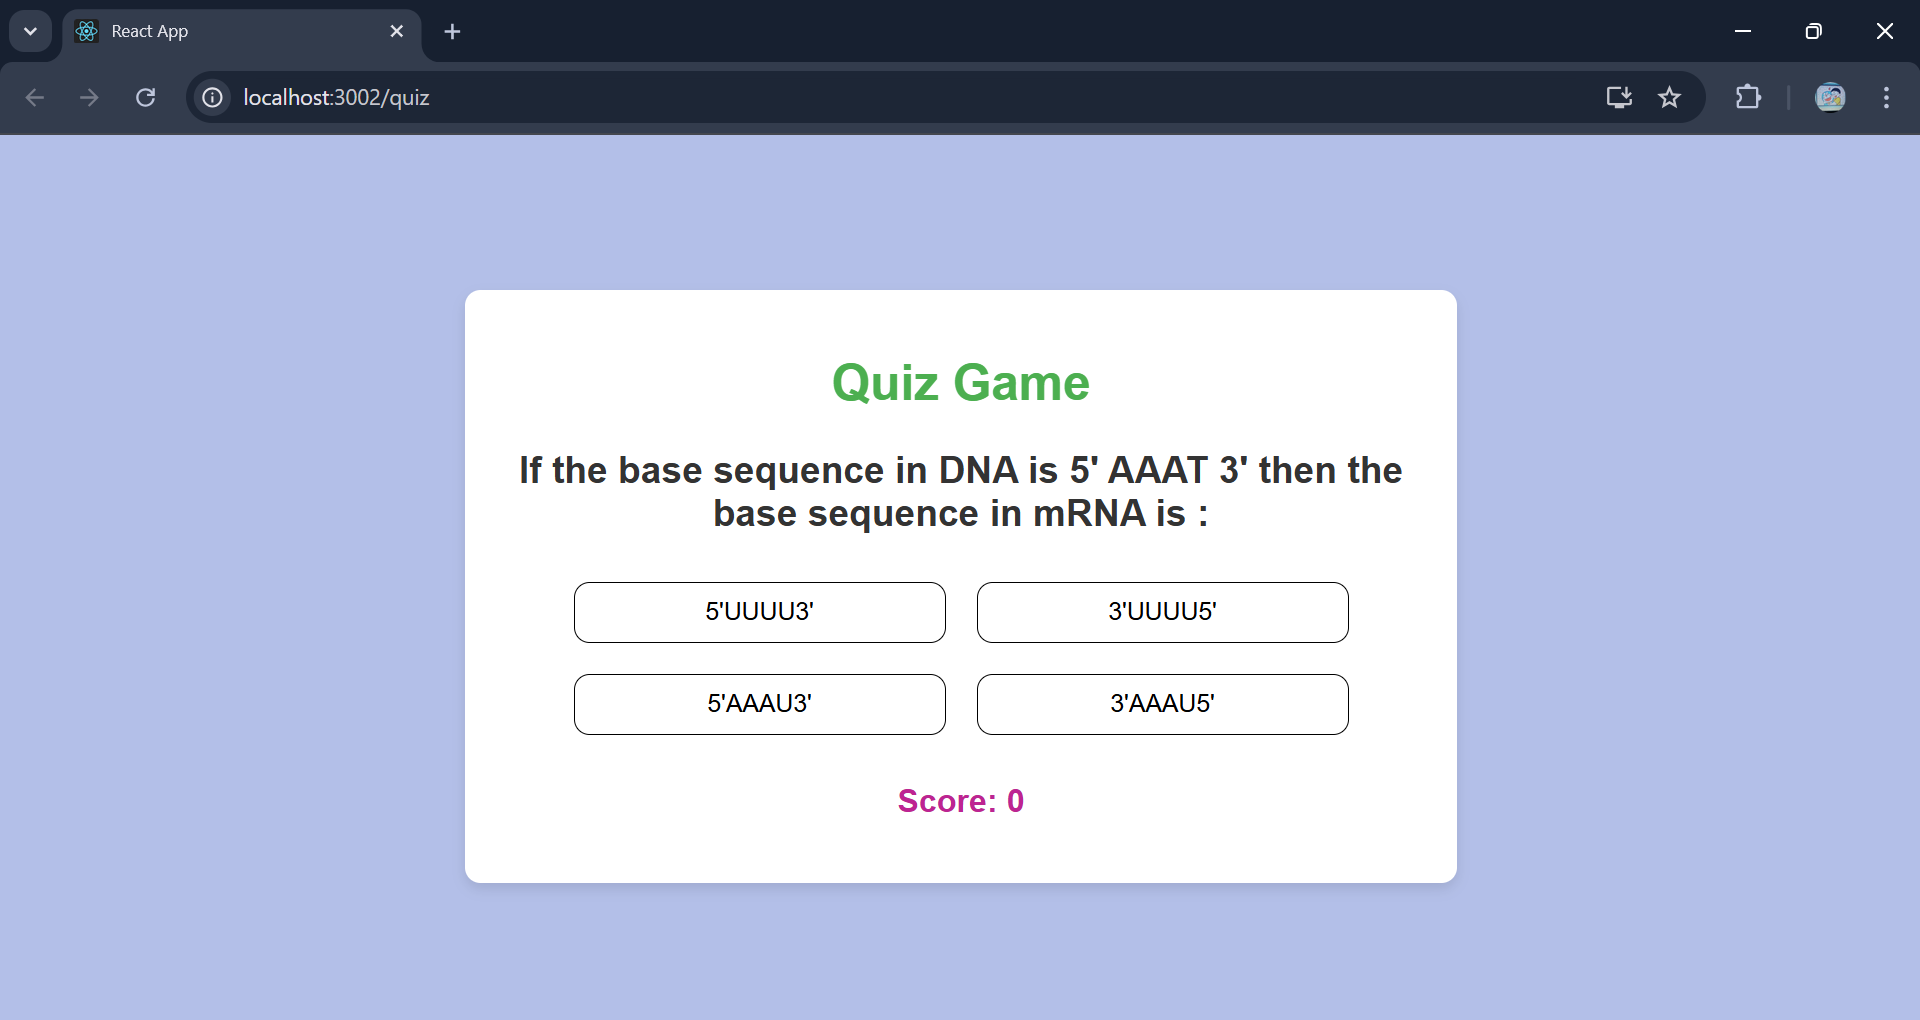 React App
localhost:3002/quiz
Quiz Game
If the base sequence in DNA is 5' AAAT 3' then the
base sequence in mRNA is :
5'UUUU3'
3'UUUU5'
5'AAAU3'
3'AAAU5'
Score: 0